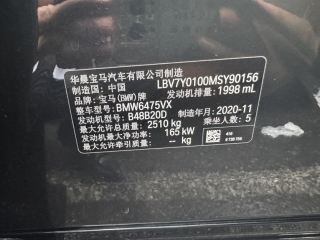 华晨宝马汽车有限公司制造
制造国: 中国 LBV7Y0100MSY90156
品牌: 宝马(BMW)牌 发动机排量: 1998 mL
整车型号: BMW6475VX
发动机型号: B48B20D 制造年月: 2020-11
最大允许总质量: 2510 kg 乘坐人数: 5
发动机最大净功率: 165 kW
最大允许牵引质量: -- kg